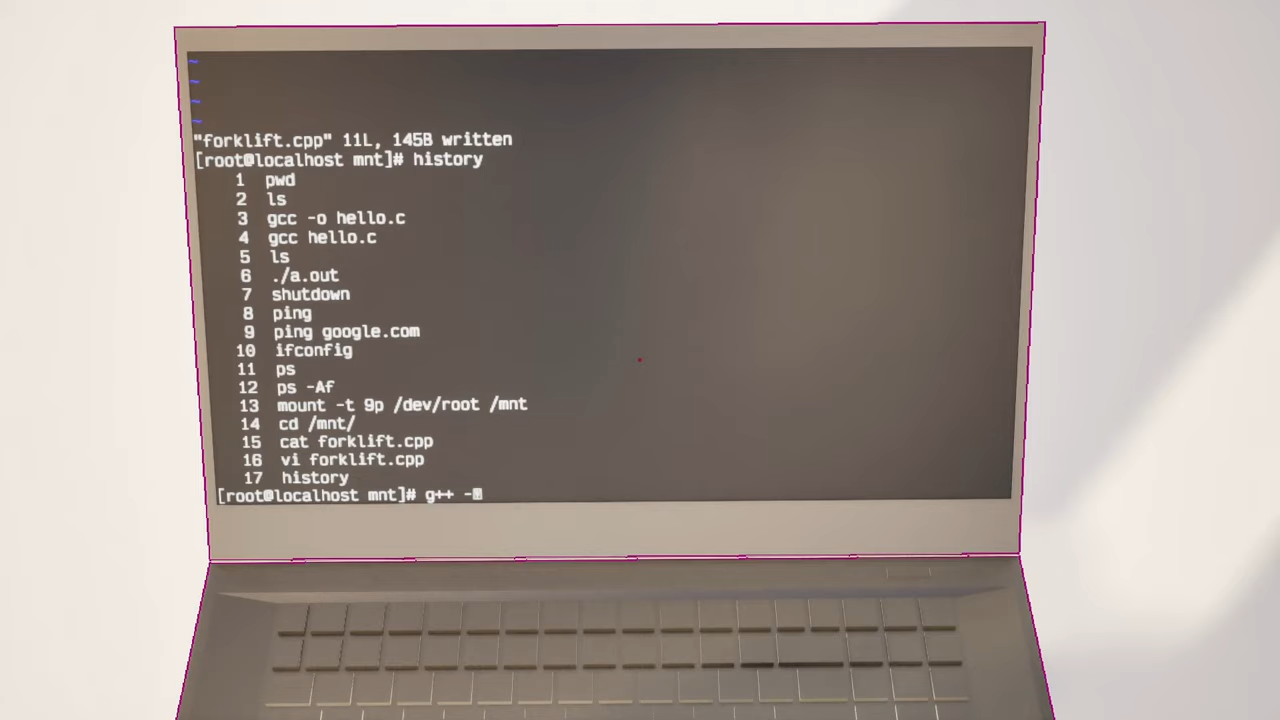 ~
~
~
~
"forklift.cpp" 11L, 145B written
[root@localhost mnt]# history
1 pwd
2 ls
3 gcc -o hello.c
4 gcc hello.c
5 ls
6 ./a.out
7 shutdown
8 ping
9 ping google.com
10 ifconfig
11 ps
12 ps -Af
13 mount -t 9p /dev/root /mnt
14 cd /mnt/
15 cat forklift.cpp
16 vi forklift.cpp
17 history
[root@localhost mnt]# g++ -